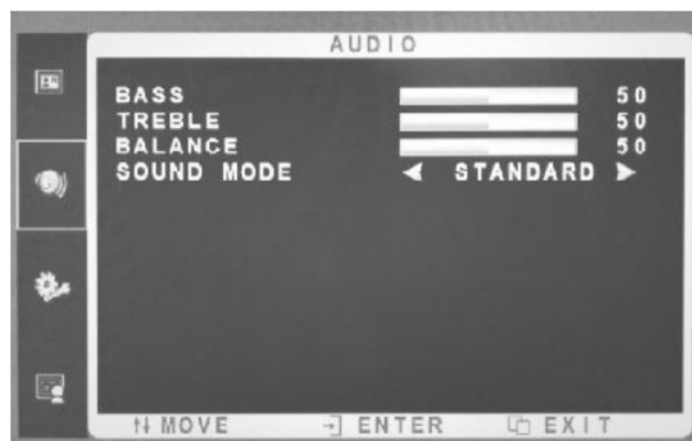 AUDIO
BASS 50
TREBLE 50
BALANCE 50
SOUND MODE STANDARD
MOVE ENTER EXIT